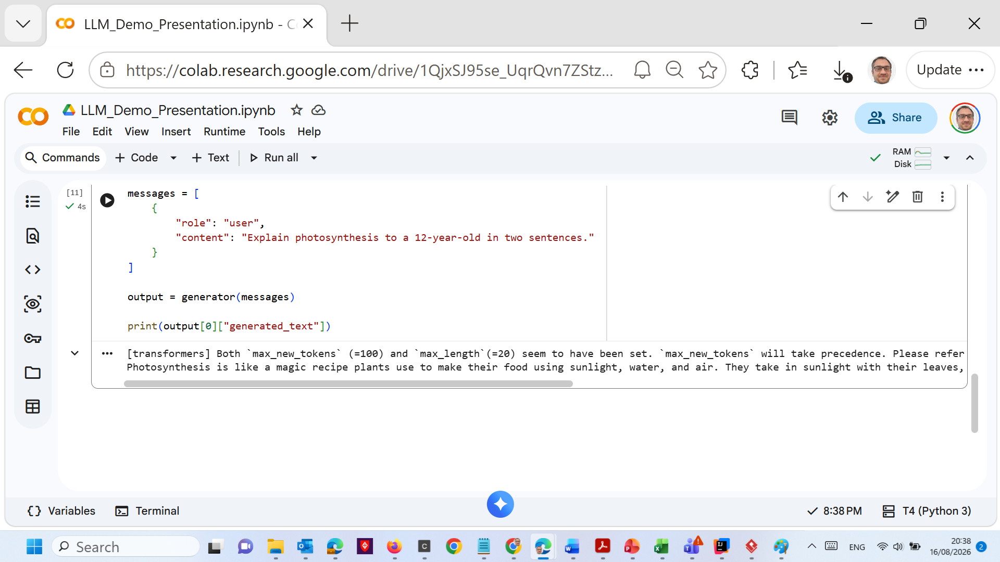 LLM_Demo_Presentation.ipynb - C
https://colab.research.google.com/drive/1QjxSJ95se_UqrQvn7ZStz...
Update
LLM_Demo_Presentation.ipynb
File Edit View Insert Runtime Tools Help
Share
Commands + Code + Text Run all
RAM
Disk
[11]
4s
messages = [
{
"role": "user",
"content": "Explain photosynthesis to a 12-year-old in two sentences."
}
]
output = generator(messages)
print(output[0]["generated_text"])
[transformers] Both `max_new_tokens` (=100) and `max_length`(=20) seem to have been set. `max_new_tokens` will take precedence. Please refer
Photosynthesis is like a magic recipe plants use to make their food using sunlight, water, and air. They take in sunlight with their leaves,
{} Variables Terminal
8:38 PM T4 (Python 3)
Search
ENG
20:38
16/08/2026
2